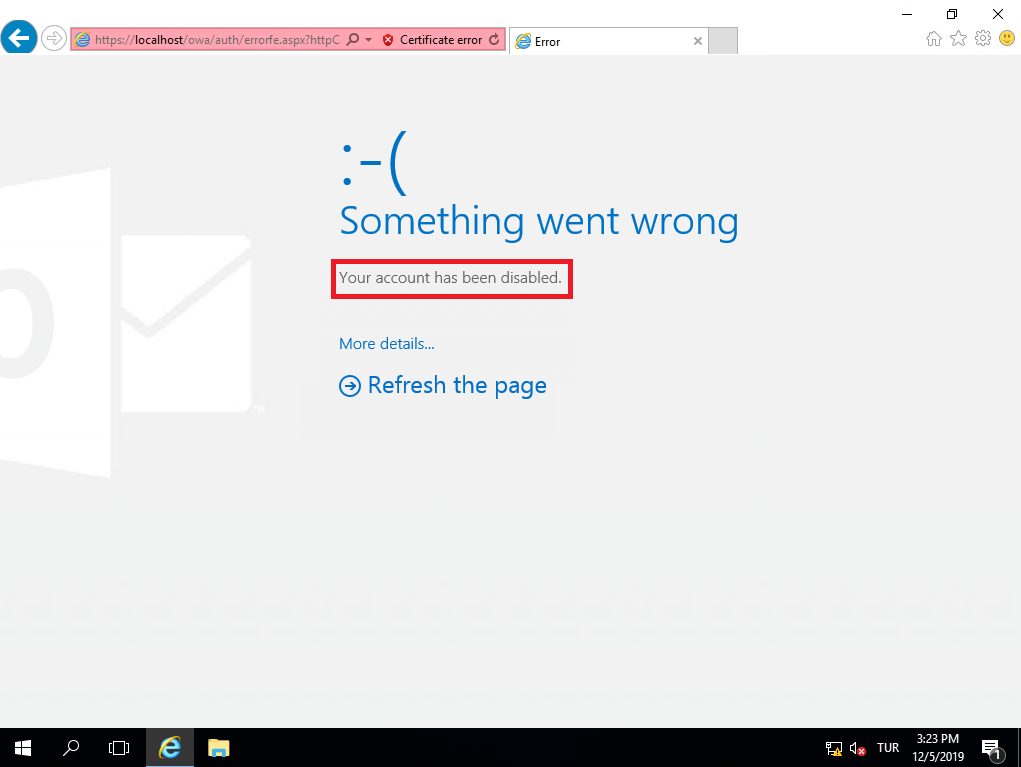 https://localhost/owa/auth/errorfe.aspx?httpC
Certificate error
Error
:-(
Something went wrong
Your account has been disabled.
More details...
Refresh the page
TUR
3:23 PM
12/5/2019
1